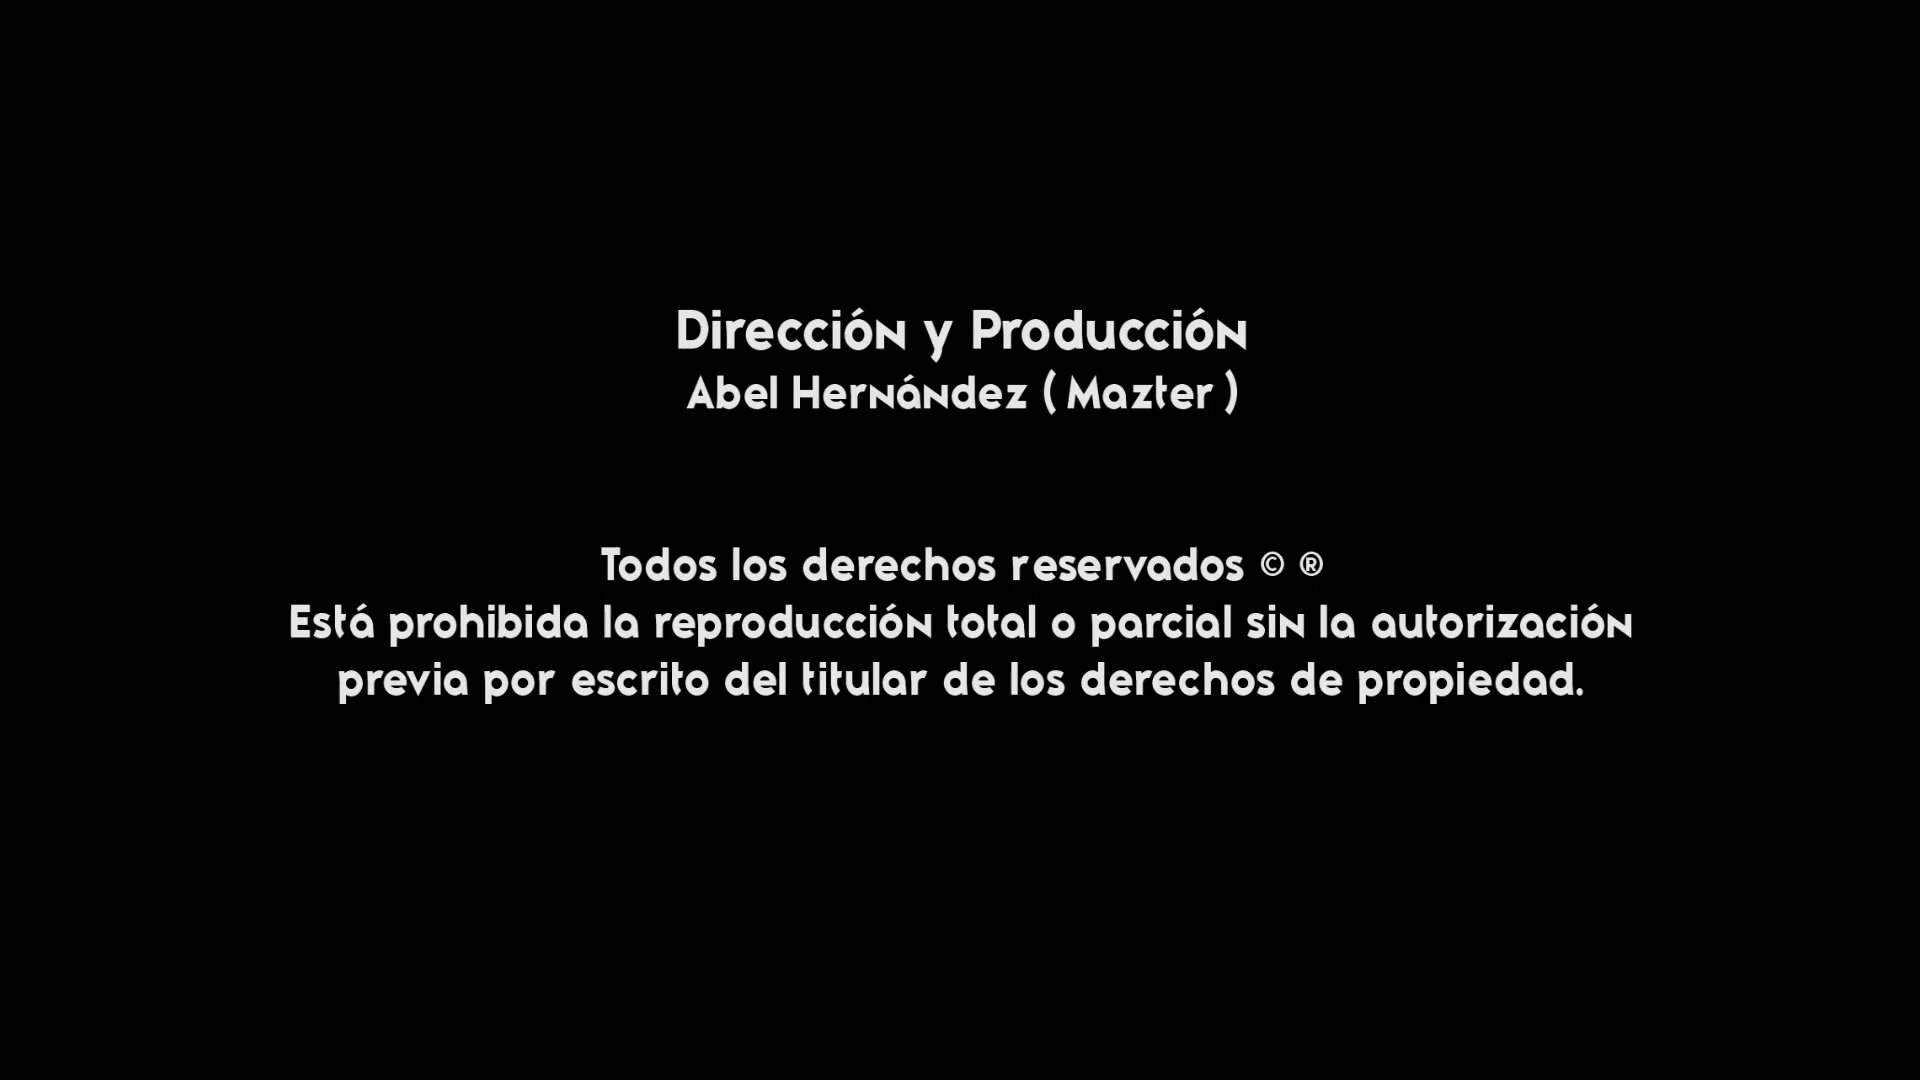 Dirección y Producción
Abel Hernández ( Mazter )
Todos los derechos reservados © ®
Está prohibida la reproducción total o parcial sin la autorización
previa por escrito del titular de los derechos de propiedad.